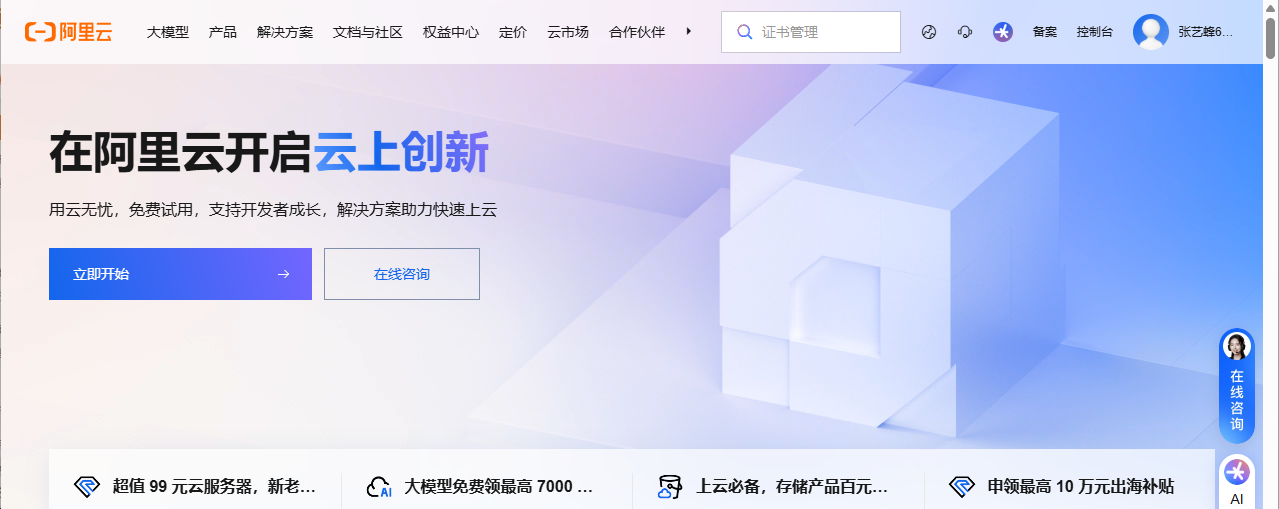 阿里云
大模型 产品 解决方案 文档与社区 权益中心 定价 云市场 合作伙伴
证书管理
备案 控制台 张艺蜂6...
在阿里云开启云上创新
用云无忧，免费试用，支持开发者成长，解决方案助力快速上云
立即开始 →
在线咨询
在线咨询
AI
超值 99 元云服务器，新老...
AI
大模型免费领最高 7000 ...
上云必备，存储产品百元...
申领最高 10 万元出海补贴